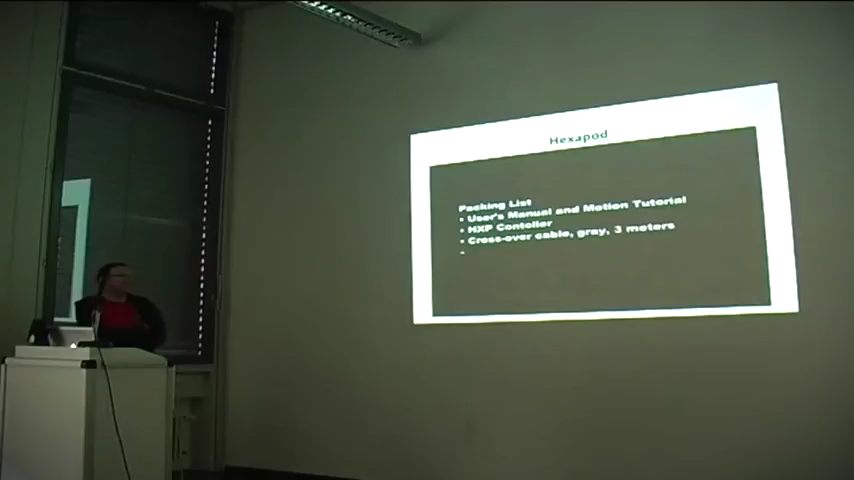 Hexapod
Packing List
• User's Manual and Motion Tutorial
• HXP Contoller
• Cross-over cable, gray, 3 meters
-